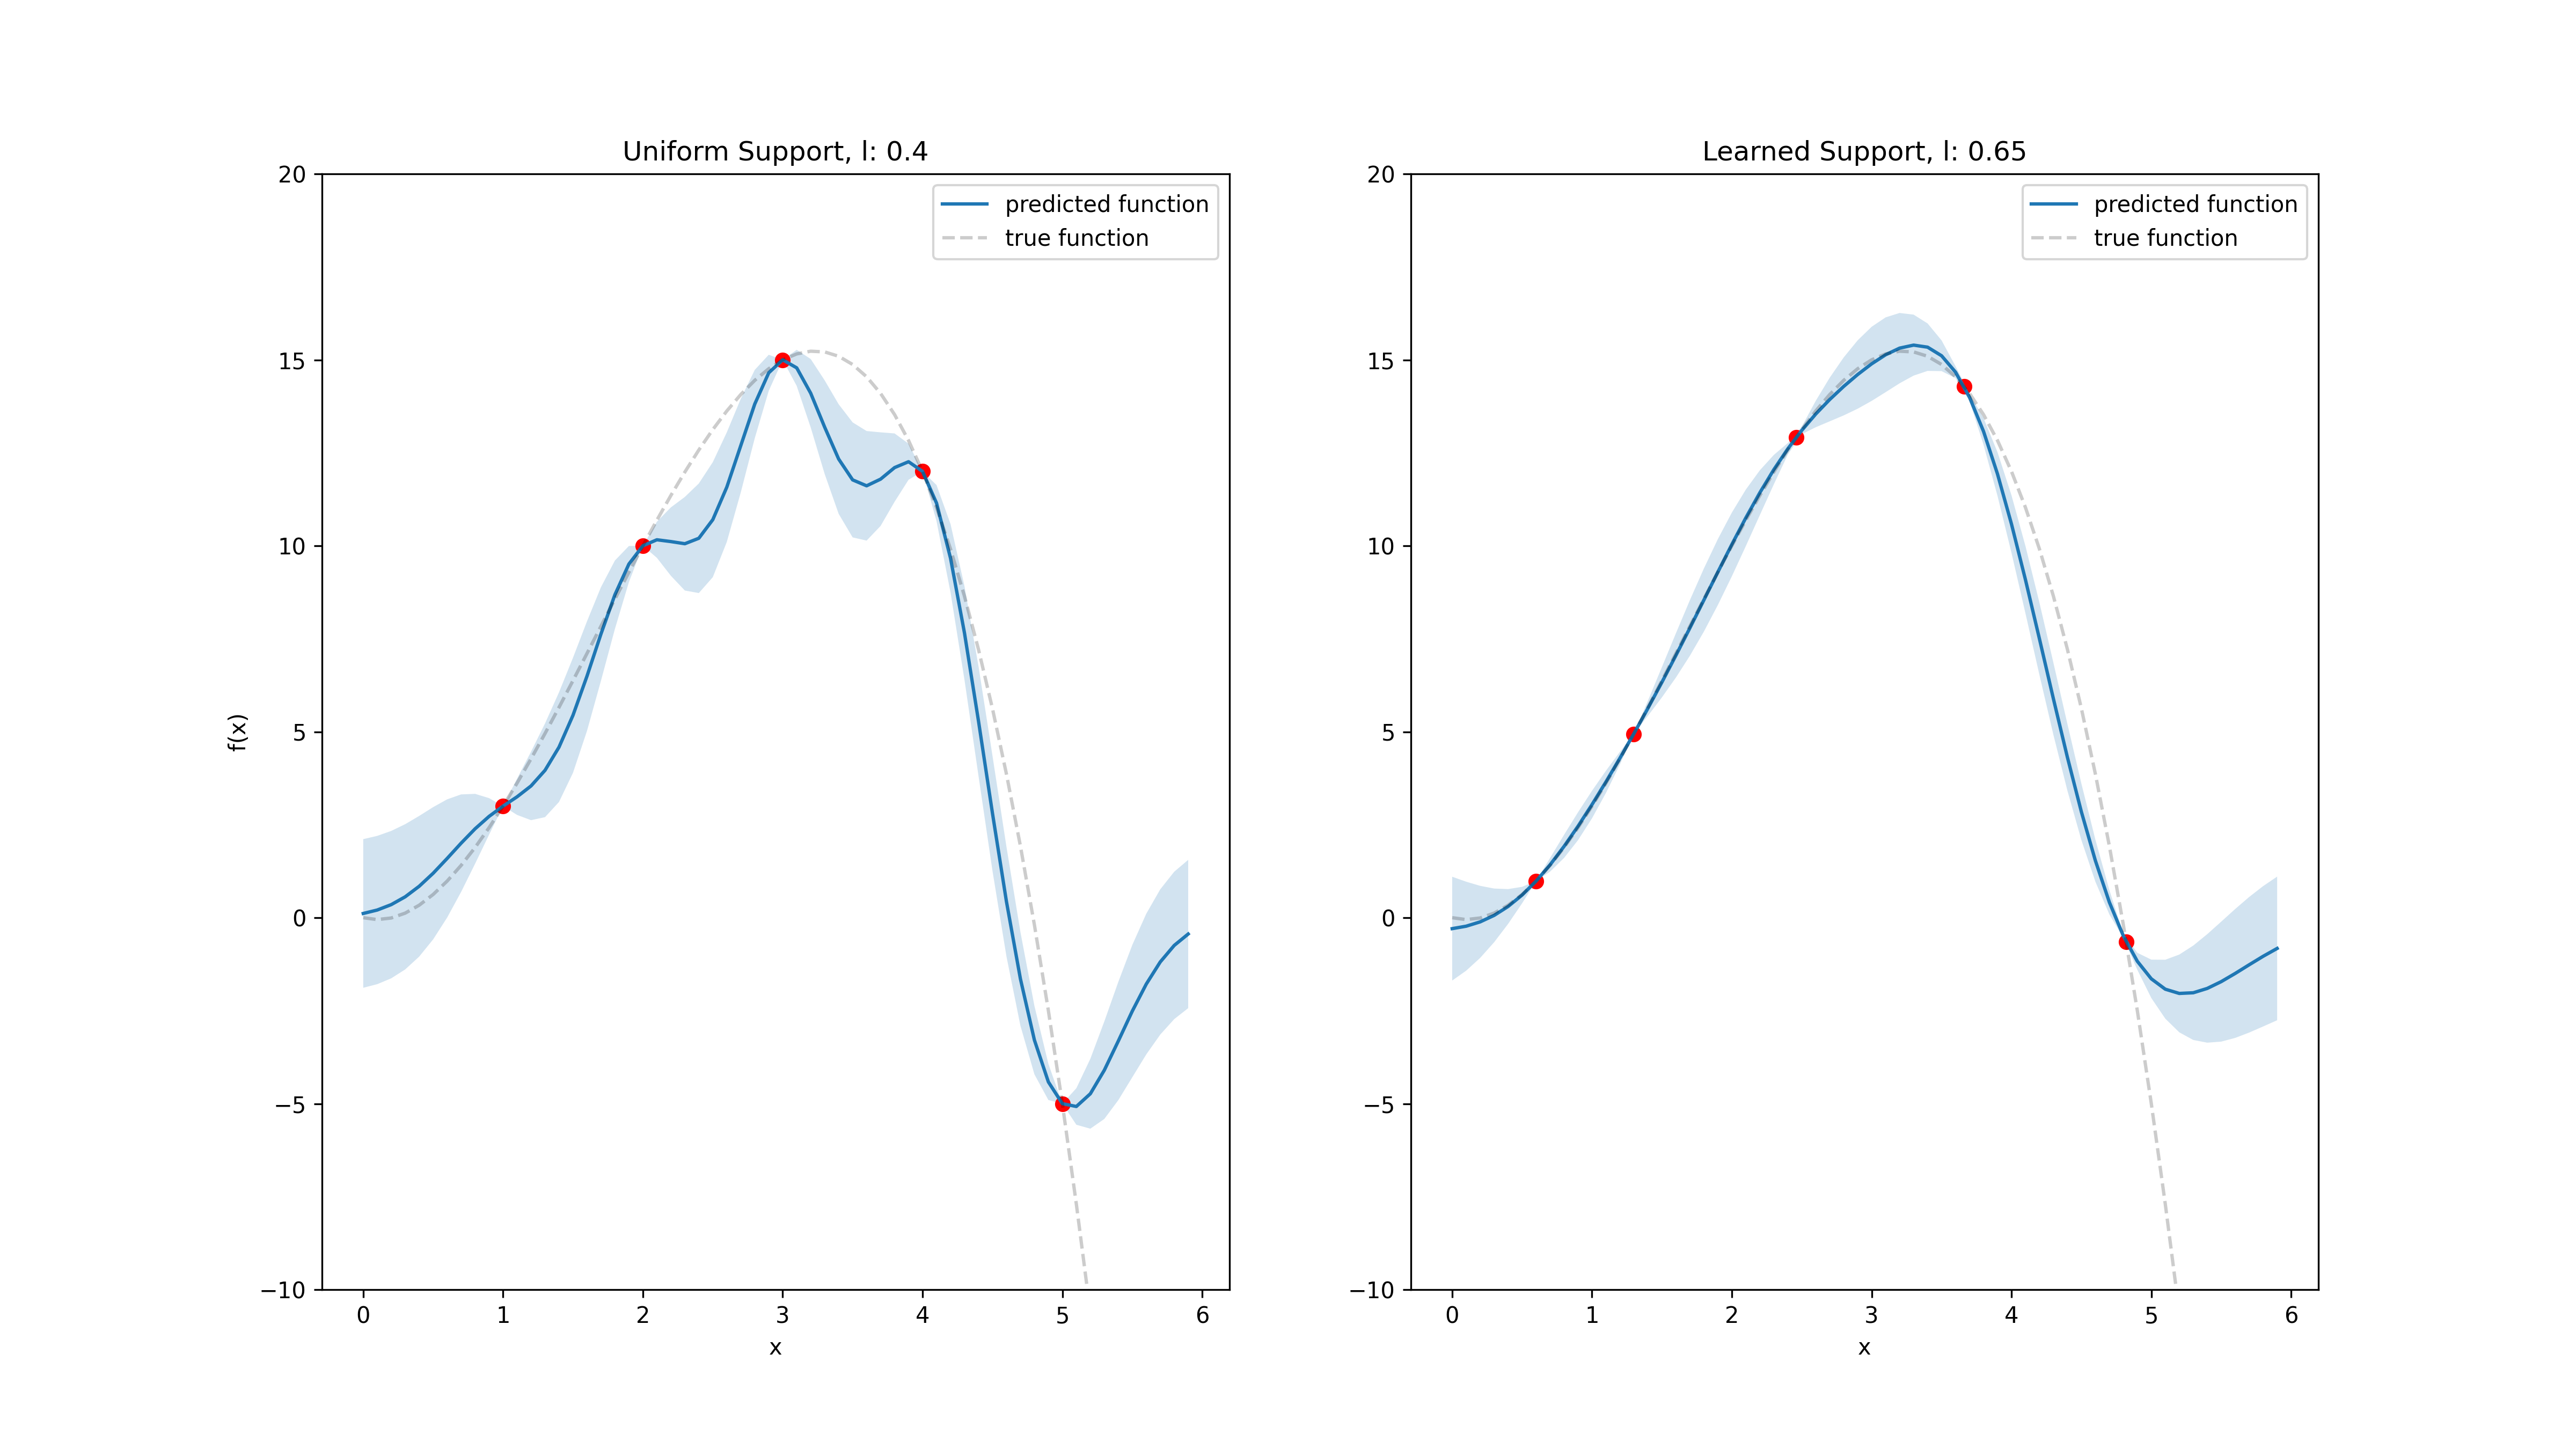 Uniform Support, l: 0.4
20
15
10
5
0
−5
−10
f(x)
predicted function
true function
0 1 2 3 4 5 6
x
Learned Support, l: 0.65
20
15
10
5
0
−5
−10
predicted function
true function
0 1 2 3 4 5 6
x